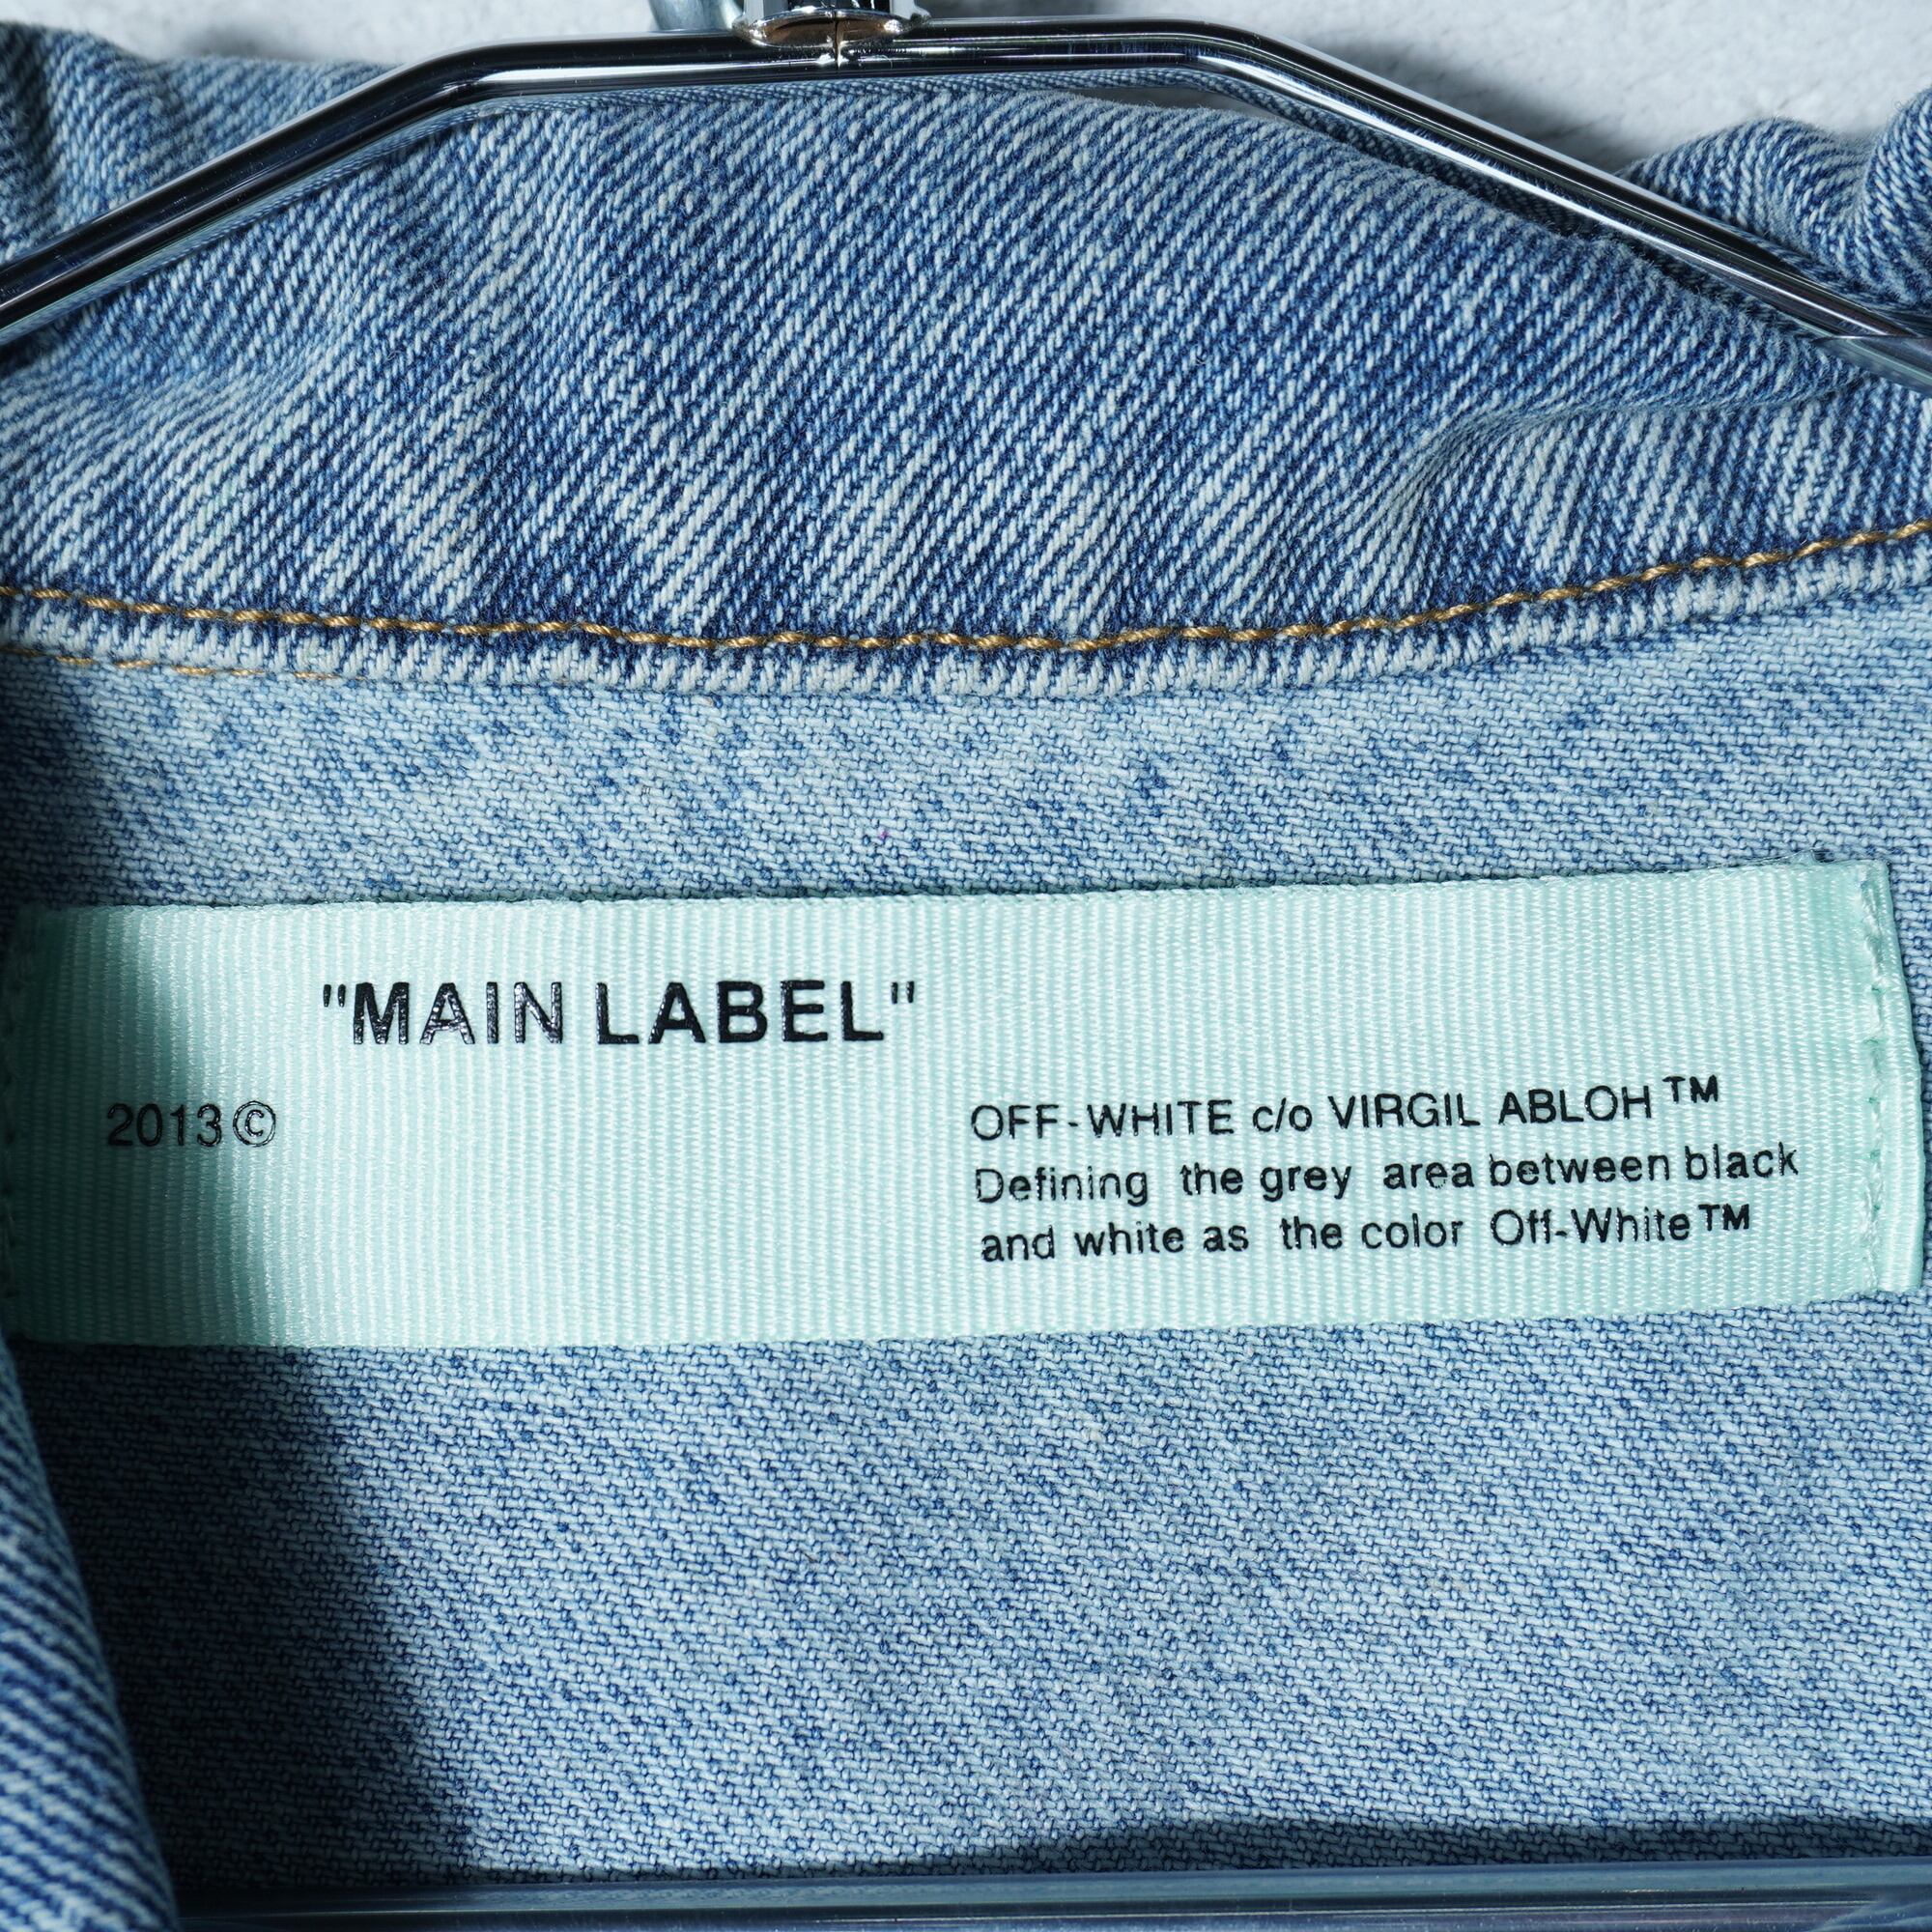 "MAIN LABEL"
2013©
OFF-WHITE c/o VIRGIL ABLOH™
Defining the grey area between black
and white as the color Off-White™